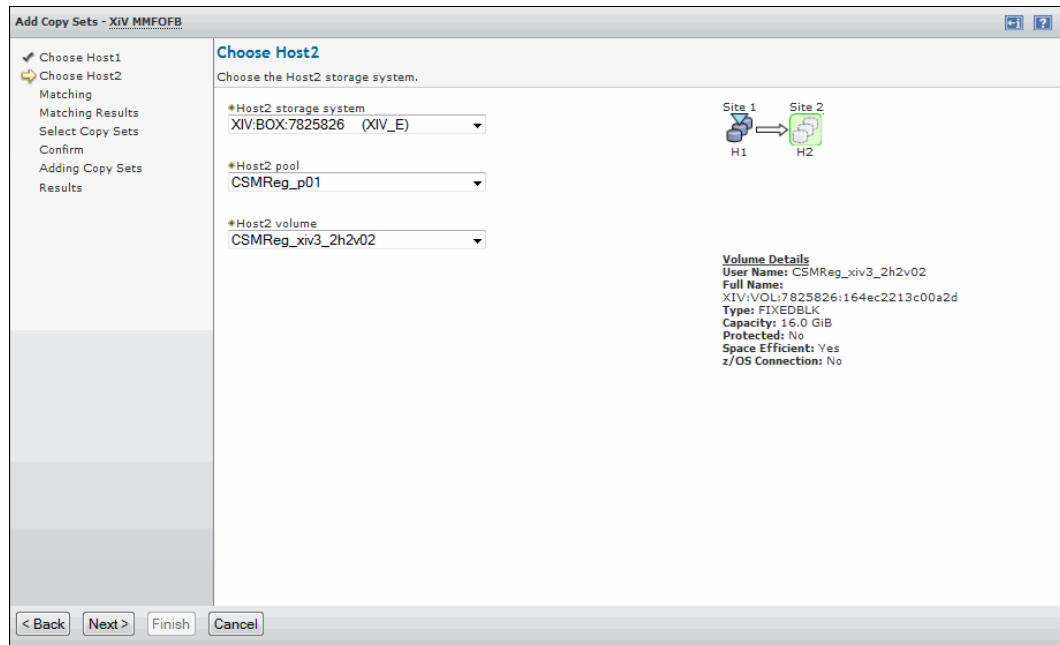 Add Copy Sets - XiV MMFOFB
?
Choose Host1
Choose Host2
Matching
Matching Results
Select Copy Sets
Confirm
Adding Copy Sets
Results
Choose Host2
Choose the Host2 storage system.
Host2 storage system
XIV:BOX:7825826 (XIV_E)
Host2 pool
CSMReg_p01
Host2 volume
CSMReg_xiv3_2h2v02
Site 1 Site 2
H1 H2
Volume Details
User Name: CSMReg_xiv3_2h2v02
Full Name:
XIV:VOL:7825826:164ec2213c00a2d
Type: FIXEDBLK
Capacity: 16.0 GiB
Protected: No
Space Efficient: Yes
z/OS Connection: No
< Back Next > Finish Cancel